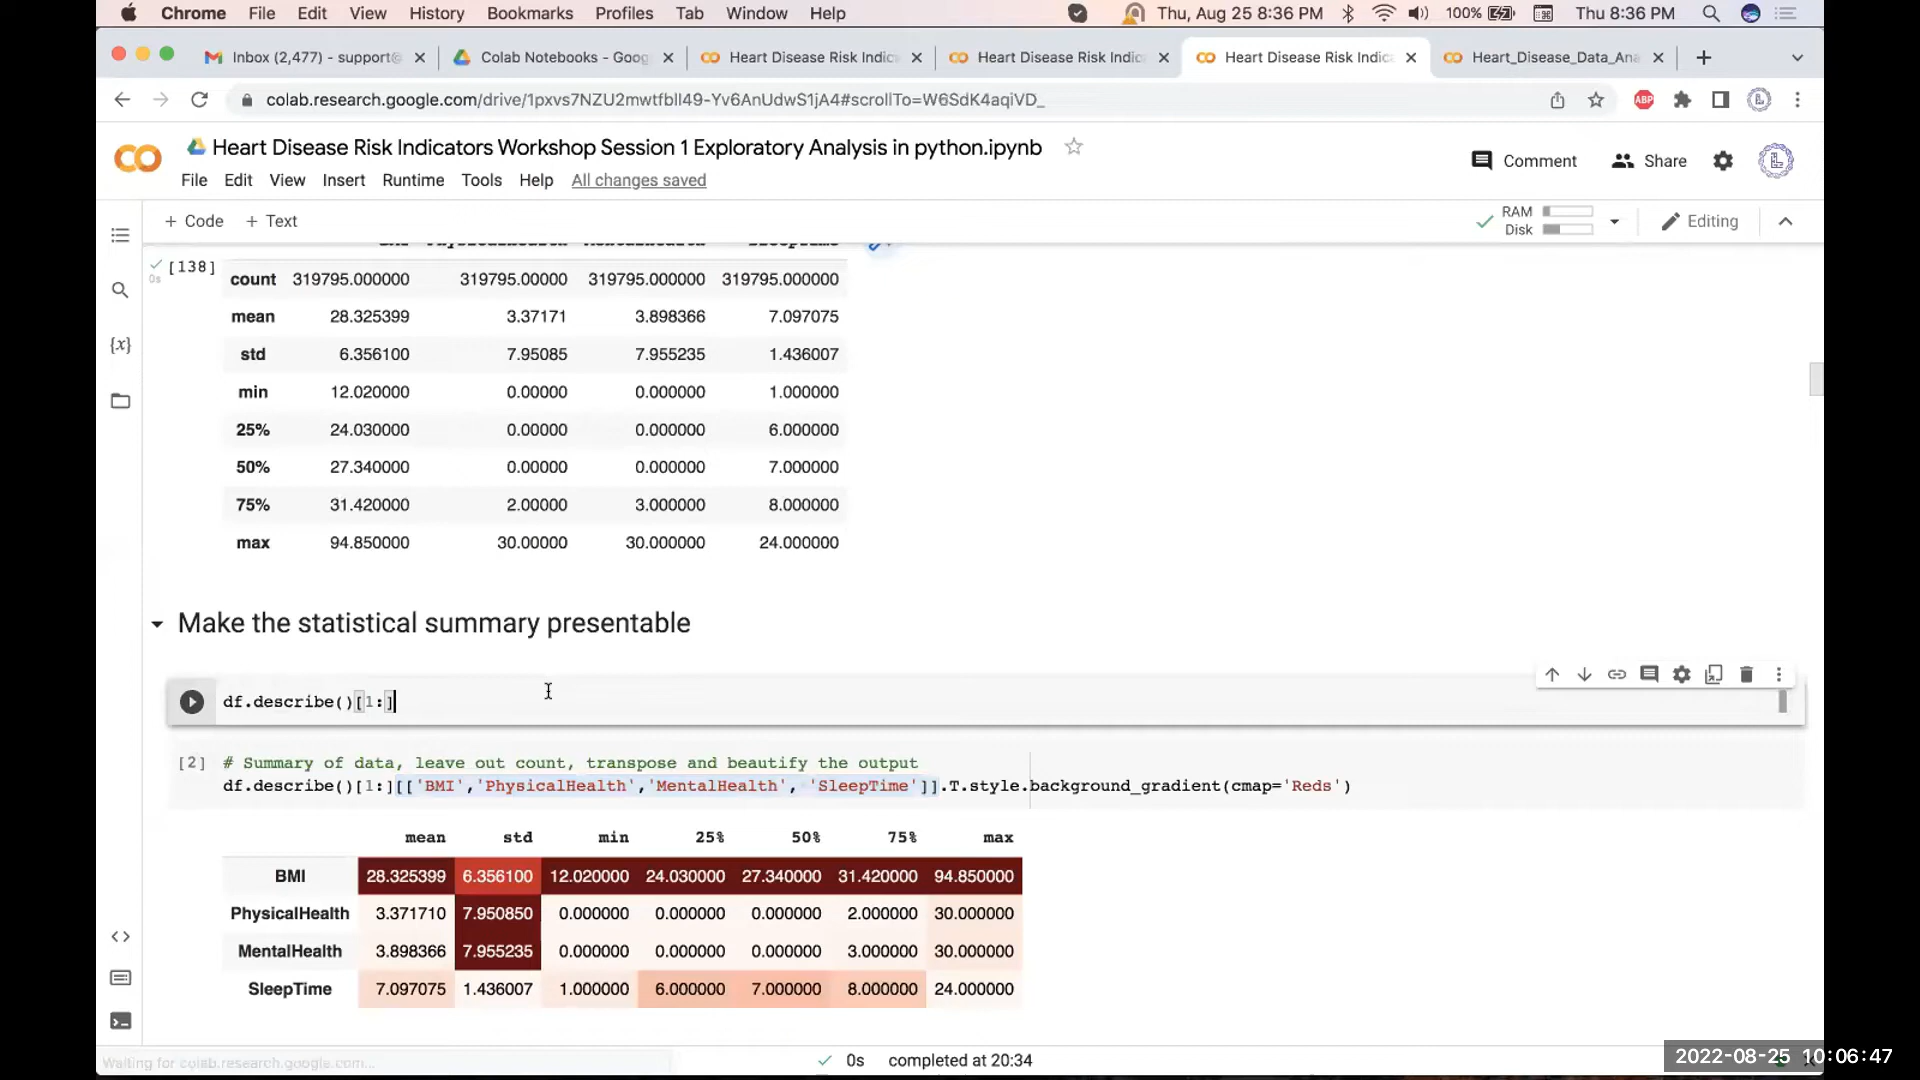 Chrome File Edit View History Bookmarks Profiles Tab Window Help Thu, Aug 25 8:36 PM 100% Thu 8:36 PM
Inbox (2,477) - support@ Colab Notebooks - Goog Heart Disease Risk Indic Heart Disease Risk Indic Heart Disease Risk Indic Heart_Disease_Data_Ana
colab.research.google.com/drive/1pxvs7NZU2mwtfbll49-Yv6AnUdwS1jA4#scrollTo=W6SdK4aqiVD_ ABP
Heart Disease Risk Indicators Workshop Session 1 Exploratory Analysis in python.ipynb
Comment Share
File Edit View Insert Runtime Tools Help All changes saved
+ Code + Text RAM Disk Editing
[138]
0s
count 319795.000000 319795.00000 319795.000000 319795.000000
mean 28.325399 3.37171 3.898366 7.097075
std 6.356100 7.95085 7.955235 1.436007
min 12.020000 0.00000 0.000000 1.000000
25% 24.030000 0.00000 0.000000 6.000000
50% 27.340000 0.00000 0.000000 7.000000
75% 31.420000 2.00000 3.000000 8.000000
max 94.850000 30.00000 30.000000 24.000000
Make the statistical summary presentable
df.describe()[1:]
[2] # Summary of data, leave out count, transpose and beautify the output
df.describe()[1:][['BMI','PhysicalHealth','MentalHealth', 'SleepTime']].T.style.background_gradient(cmap='Reds')
mean std min 25% 50% 75% max
BMI 28.325399 6.356100 12.020000 24.030000 27.340000 31.420000 94.850000
PhysicalHealth 3.371710 7.950850 0.000000 0.000000 0.000000 2.000000 30.000000
MentalHealth 3.898366 7.955235 0.000000 0.000000 0.000000 3.000000 30.000000
SleepTime 7.097075 1.436007 1.000000 6.000000 7.000000 8.000000 24.000000
Waiting for colab.research.google.com...
0s completed at 20:34
2022-08-25 10:06:47